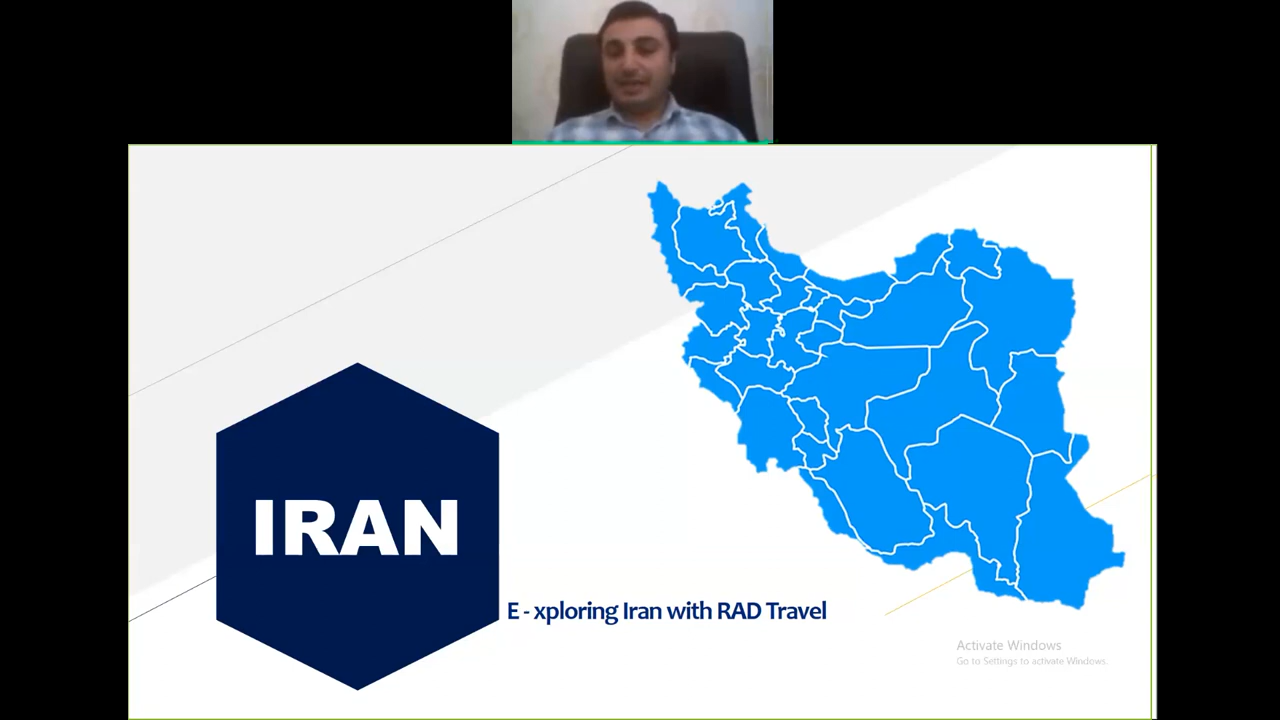 IRAN
E - xploring Iran with RAD Travel
Activate Windows
Go to Settings to activate Windows.